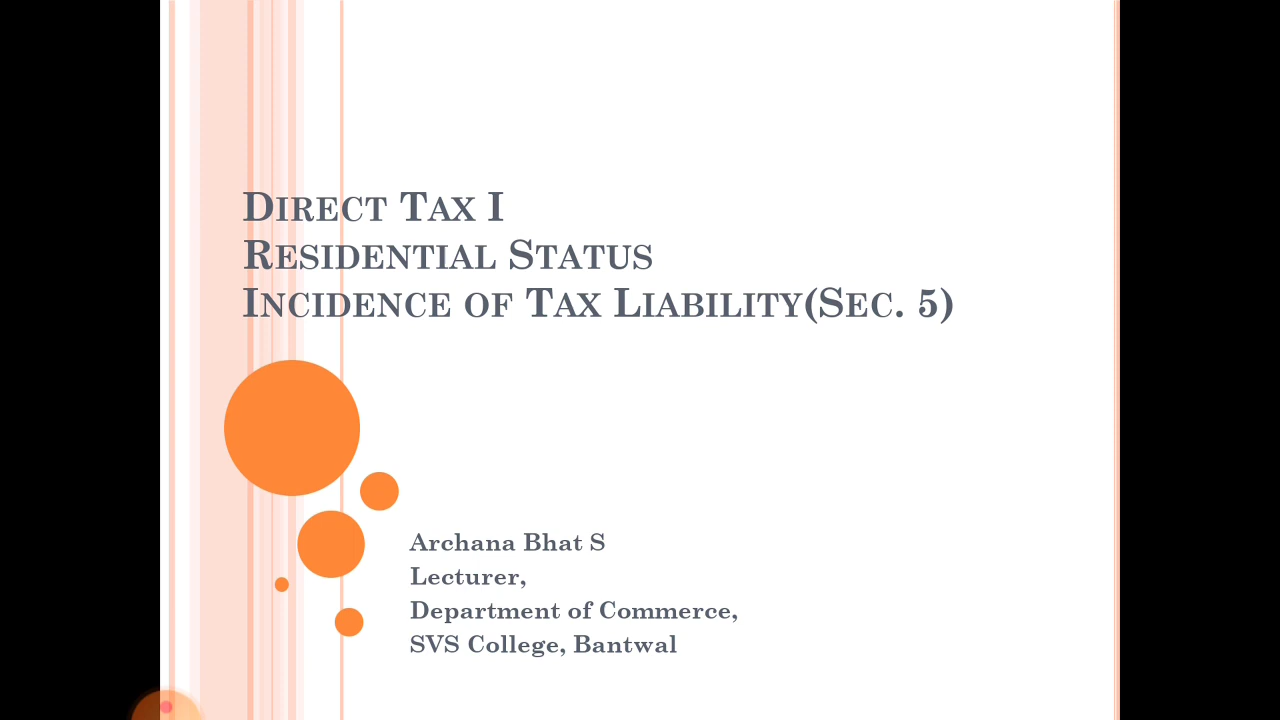 Direct Tax I
Residential Status
Incidence of Tax Liability(Sec. 5)
Archana Bhat S
Lecturer,
Department of Commerce,
SVS College, Bantwal